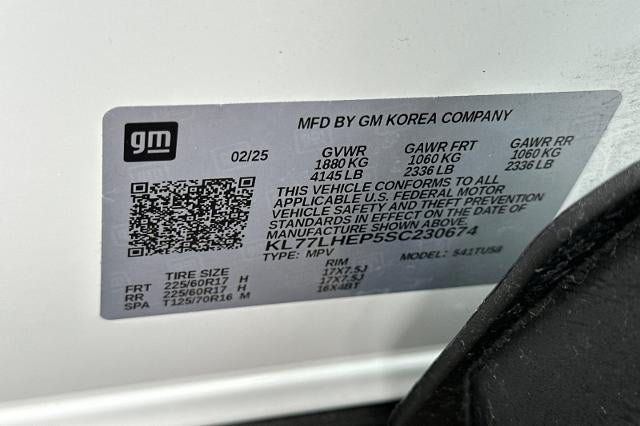 MFD BY GM KOREA COMPANY
gm
02/25
GVWR GAWR FRT GAWR RR
1880 KG 1060 KG 1060 KG
4145 LB 2336 LB 2336 LB
THIS VEHICLE CONFORMS TO ALL
APPLICABLE U.S. FEDERAL MOTOR
VEHICLE SAFETY AND THEFT PREVENTION
STANDARDS IN EFFECT ON THE DATE OF
MANUFACTURE SHOWN ABOVE.
KL77LHEP5SC230674
TYPE: MPV MODEL: 541TU58
TIRE SIZE RIM
FRT 225/60R17 H 17X7.5J
RR 225/60R17 H 17X7.5J
SPA T125/70R16 M 16X4BT